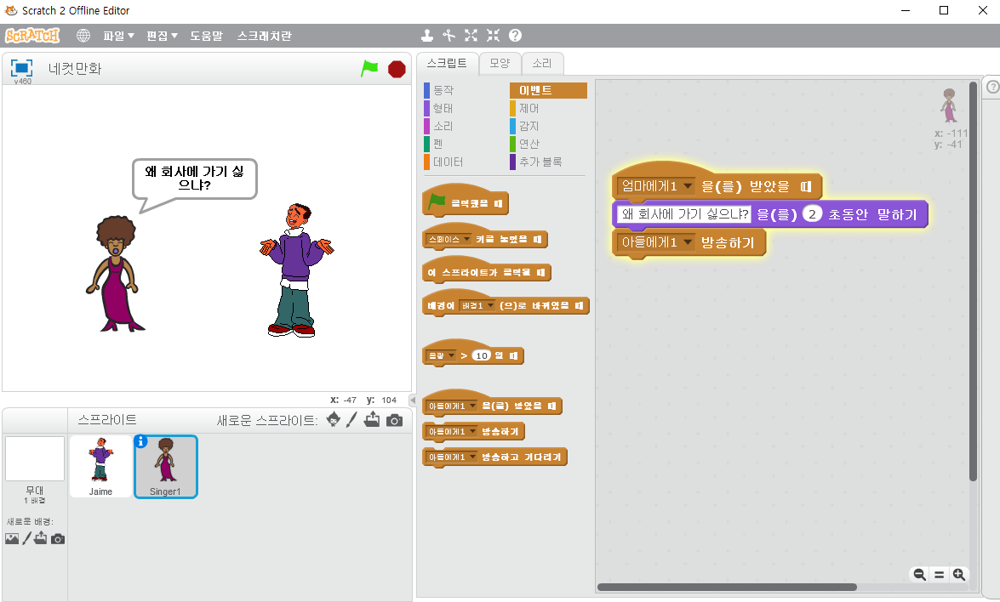 Scratch 2 Offline Editor
SCRATCH 파일 편집 도움말 스크래치란
v460
네컷만화
왜 회사에 가기 싫
으냐?
x: -47 y: 104
스프라이트 새로운 스프라이트:
무대
1 배경
새로운 배경:
Jaime
Singer1
스크립트 모양 소리
동작 이벤트
형태 제어
소리 감지
펜 연산
데이터 추가 블록
클릭했을 때
스페이스 키를 눌렀을 때
이 스프라이트가 클릭될 때
배경이 배경1 (으)로 바뀌었을 때
음량 > 10 일 때
아들에게1 을(를) 받았을 때
아들에게1 방송하기
아들에게1 방송하고 기다리기
x: -111
y: -41
엄마에게1 을(를) 받았을 때
왜 회사에 가기 싫으냐? 을(를) 2 초동안 말하기
아들에게1 방송하기